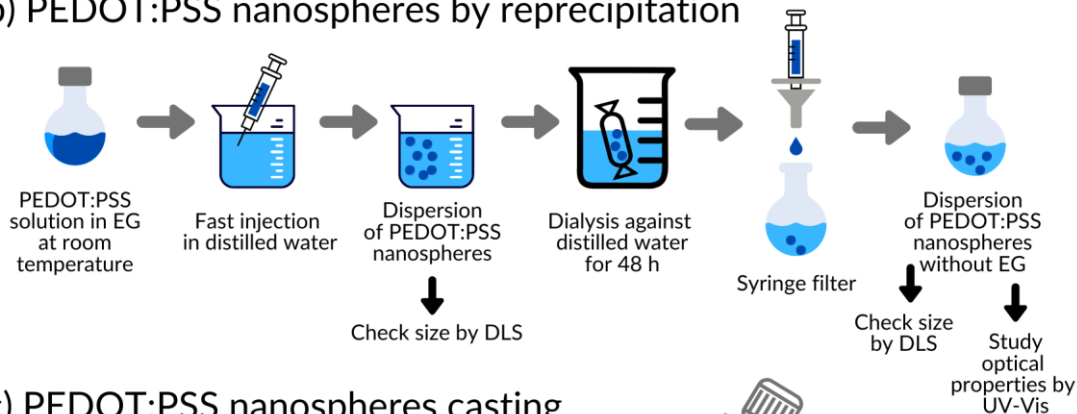 ) PEDOT:PSS nanospheres by reprecipitation
PEDOT:PSS
solution in EG
at room
temperature
Fast injection
in distilled water
Dispersion
of PEDOT:PSS
nanospheres
Check size by DLS
Dialysis against
distilled water
for 48 h
Syringe filter
Dispersion
of PEDOT:PSS
nanospheres
without EG
Check size
by DLS
Study
optical
properties by
UV-Vis
) PEDOT:PSS nanospheres casting